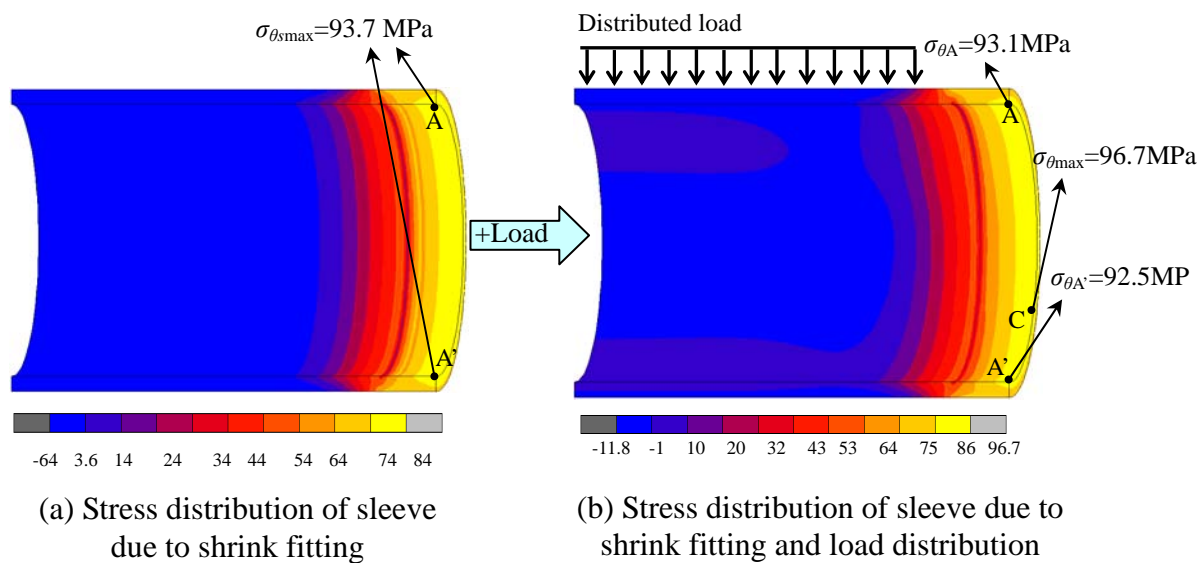 σθsmax=93.7 MPa
A
A'
-64 3.6 14 24 34 44 54 64 74 84
(a) Stress distribution of sleeve
due to shrink fitting
+Load
Distributed load
σθA=93.1MPa
A
σθmax=96.7MPa
σθA'=92.5MP
C
A'
-11.8 -1 10 20 32 43 53 64 75 86 96.7
(b) Stress distribution of sleeve due to
shrink fitting and load distribution